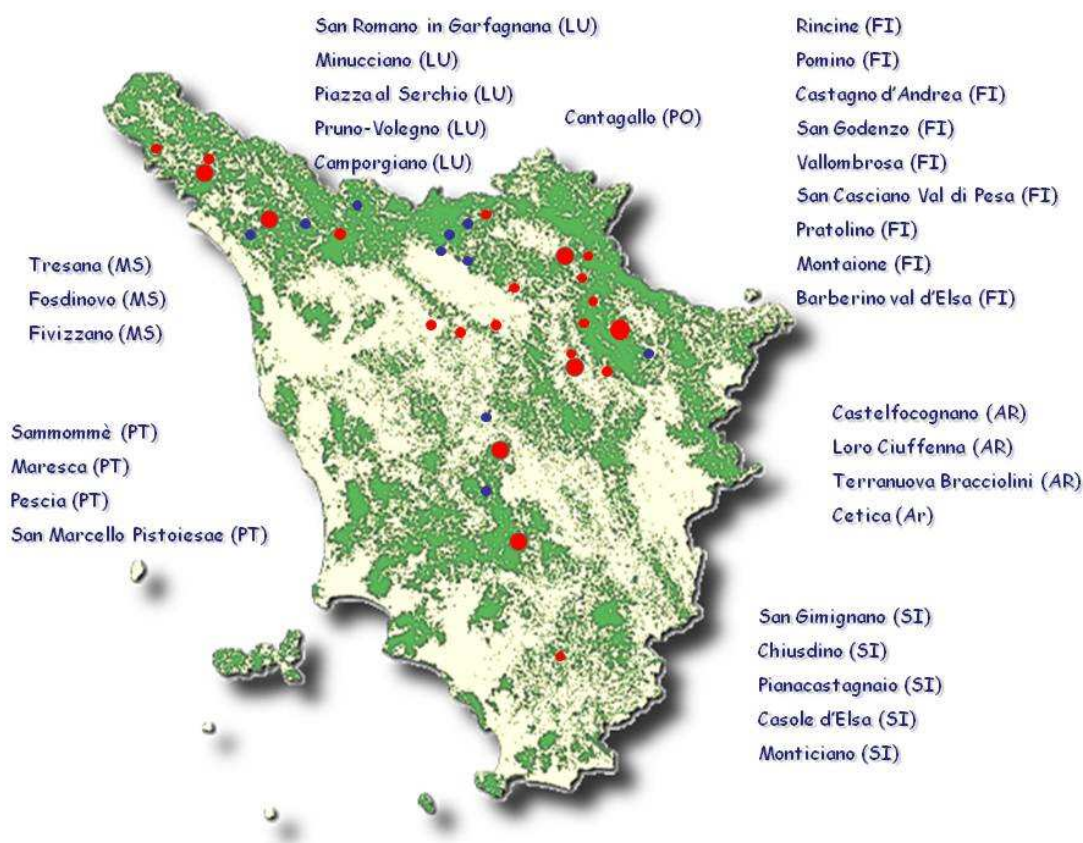 San Romano in Garfagnana (LU)
Minucciano (LU)
Piazza al Serchio (LU)
Pruno-Volegno (LU)
Camporgiano (LU)
Cantagallo (PO)
Rincine (FI)
Pomino (FI)
Castagno d'Andrea (FI)
San Godenzo (FI)
Vallombrosa (FI)
San Casciano Val di Pesa (FI)
Pratolino (FI)
Montaione (FI)
Barberino val d'Elsa (FI)
Tresana (MS)
Fosdinovo (MS)
Fivizzano (MS)
Sammommè (PT)
Maresca (PT)
Pescia (PT)
San Marcello Pistoiesae (PT)
Castelfocognano (AR)
Loro Ciuffenna (AR)
Terranuova Bracciolini (AR)
Cetica (Ar)
San Gimignano (SI)
Chiusdino (SI)
Pianacastagnaio (SI)
Casole d'Elsa (SI)
Monticiano (SI)